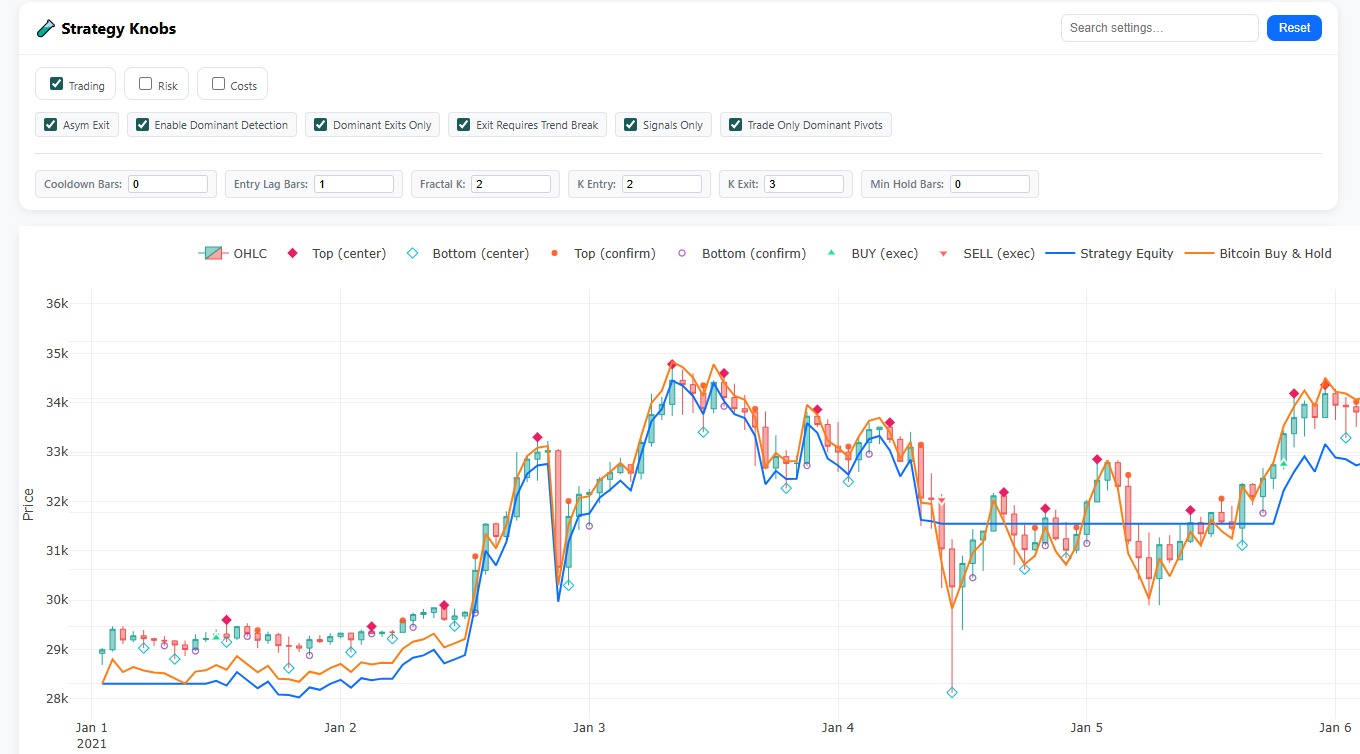 Strategy Knobs
Search settings...
Reset
Trading
Risk
Costs
Asym Exit
Enable Dominant Detection
Dominant Exits Only
Exit Requires Trend Break
Signals Only
Trade Only Dominant Pivots
Cooldown Bars: 0
Entry Lag Bars: 1
Fractal K: 2
K Entry: 2
K Exit: 3
Min Hold Bars: 0
OHLC
Top (center)
Bottom (center)
Top (confirm)
Bottom (confirm)
BUY (exec)
SELL (exec)
Strategy Equity
Bitcoin Buy & Hold
36k
35k
34k
33k
32k
31k
30k
29k
28k
Price
Jan 1
2021
Jan 2
Jan 3
Jan 4
Jan 5
Jan 6